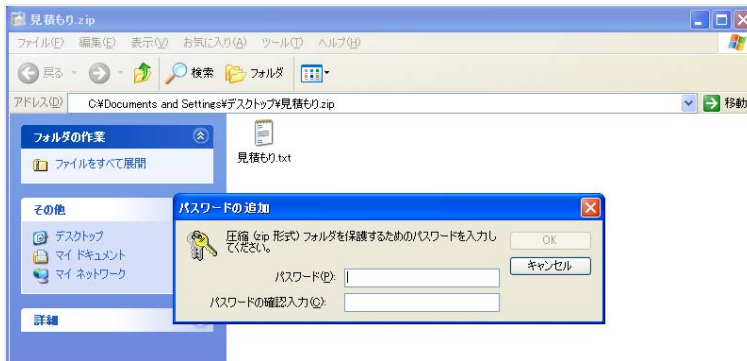 見積もり.zip
ファイル(F) 編集(E) 表示(V) お気に入り(A) ツール(T) ヘルプ(H)
戻る 検索 フォルダ
アドレス(D) C:¥Documents and Settings¥デスクトップ¥見積もり.zip 移動
フォルダの作業
ファイルをすべて展開
見積もり.txt
その他
デスクトップ
マイ ドキュメント
マイ ネットワーク
詳細
パスワードの追加
圧縮 (zip 形式) フォルダを保護するためのパスワードを入力し
てください。
OK
キャンセル
パスワード(P):
パスワードの確認入力(C):